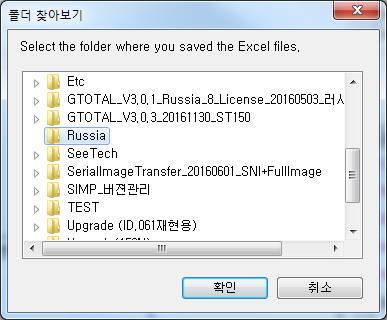 폴더 찾아보기
Select the folder where you saved the Excel files.
Etc
GTOTAL_V3,0,1_Russia_8_License_20160503_러시
GTOTAL_V3,0,3_20161130_ST150
Russia
SeeTech
SerialImageTransfer_20160601_SNI+FullImage
SIMP_버젼관리
TEST
Upgrade (ID,061재현용)
확인 취소